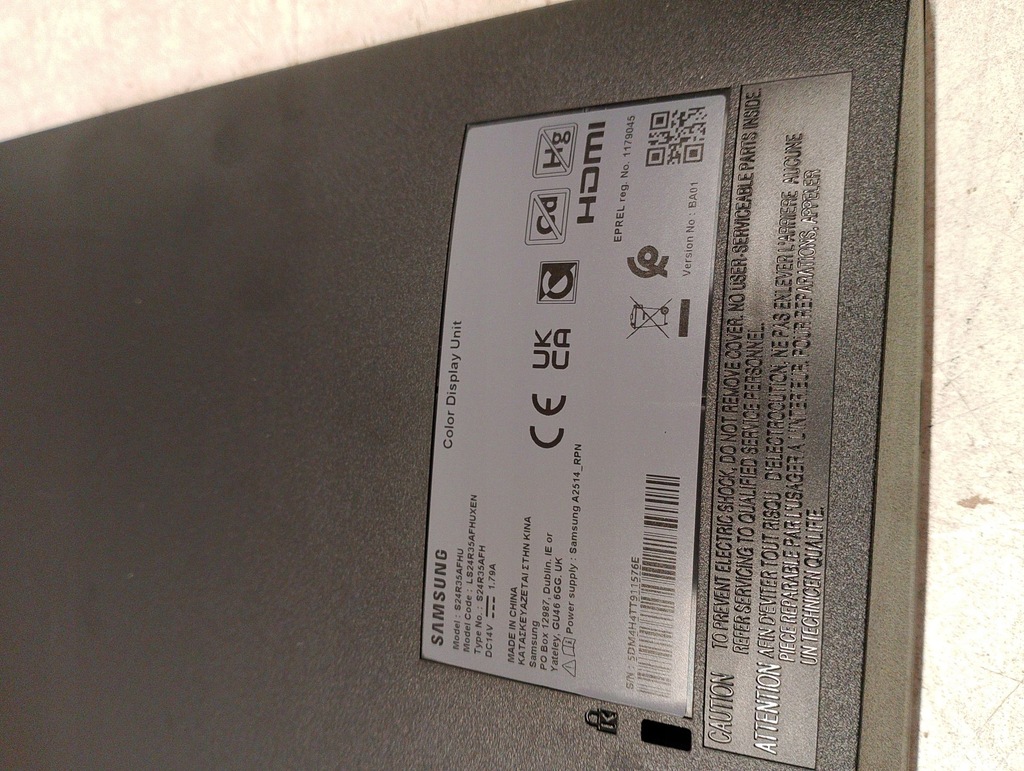 SAMSUNG
Color Display Unit
Model : S24R35AFHU
Model Code : LS24R35AFHUXEN
Type No. : S24R35AFH
DC14V 1.79A
MADE IN CHINA
ΚΑΤΑΣΚΕΥΑΖΕΤΑΙ ΣΤΗΝ ΚΙΝΑ
Samsung
PO Box 12987, Dublin. IE or
Yateley, GU46 6GG. UK
Power supply : Samsung A2514_RPN
CE
UK
CA
Cd
Hg
HDMI
EPREL reg. No. 1179045
Version No : BA01
S/N : 5DM4H4TT911576E
K
CAUTION TO PREVENT ELECTRIC SHOCK, DO NOT REMOVE COVER. NO USER-SERVICEABLE PARTS INSIDE.
REFER SERVICING TO QUALIFIED SERVICE PERSONNEL.
ATTENTION AFIN D'EVITER TOUT RISQU D'ELECTROCUTION. NE PAS ENLEVER L'ARRIERE AUCUNE
PIECE REPARABLE PAR L'USAGER A L'INTERIEUR. POUR REPARATIONS, APPELER
UN TECHNICIEN QUALIFIE.